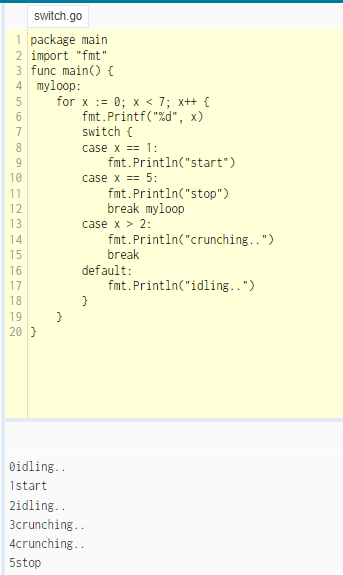 switch.go
1 package main
2 import "fmt"
3 func main() {
4  myloop:
5     for x := 0; x < 7; x++ {
6         fmt.Printf("%d", x)
7         switch {
8         case x == 1:
9             fmt.Println("start")
10         case x == 5:
11             fmt.Println("stop")
12             break myloop
13         case x > 2:
14             fmt.Println("crunching..")
15             break
16         default:
17             fmt.Println("idling..")
18         }
19     }
20 }
0idling..
1start
2idling..
3crunching..
4crunching..
5stop